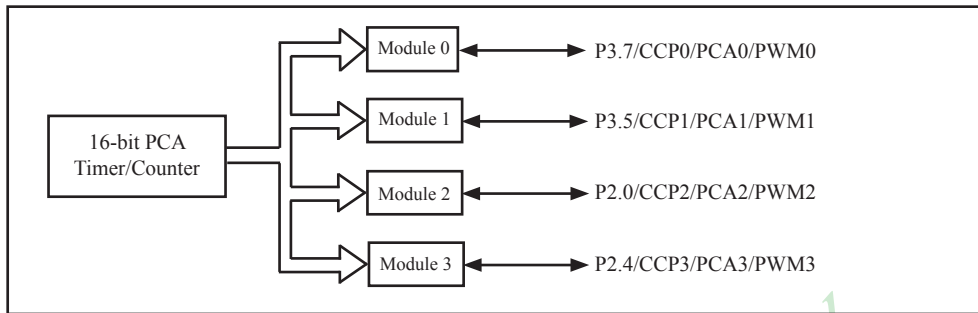 Module 0
P3.7/CCP0/PCA0/PWM0
16-bit PCA
Timer/Counter
Module 1
P3.5/CCP1/PCA1/PWM1
Module 2
P2.0/CCP2/PCA2/PWM2
Module 3
P2.4/CCP3/PCA3/PWM3